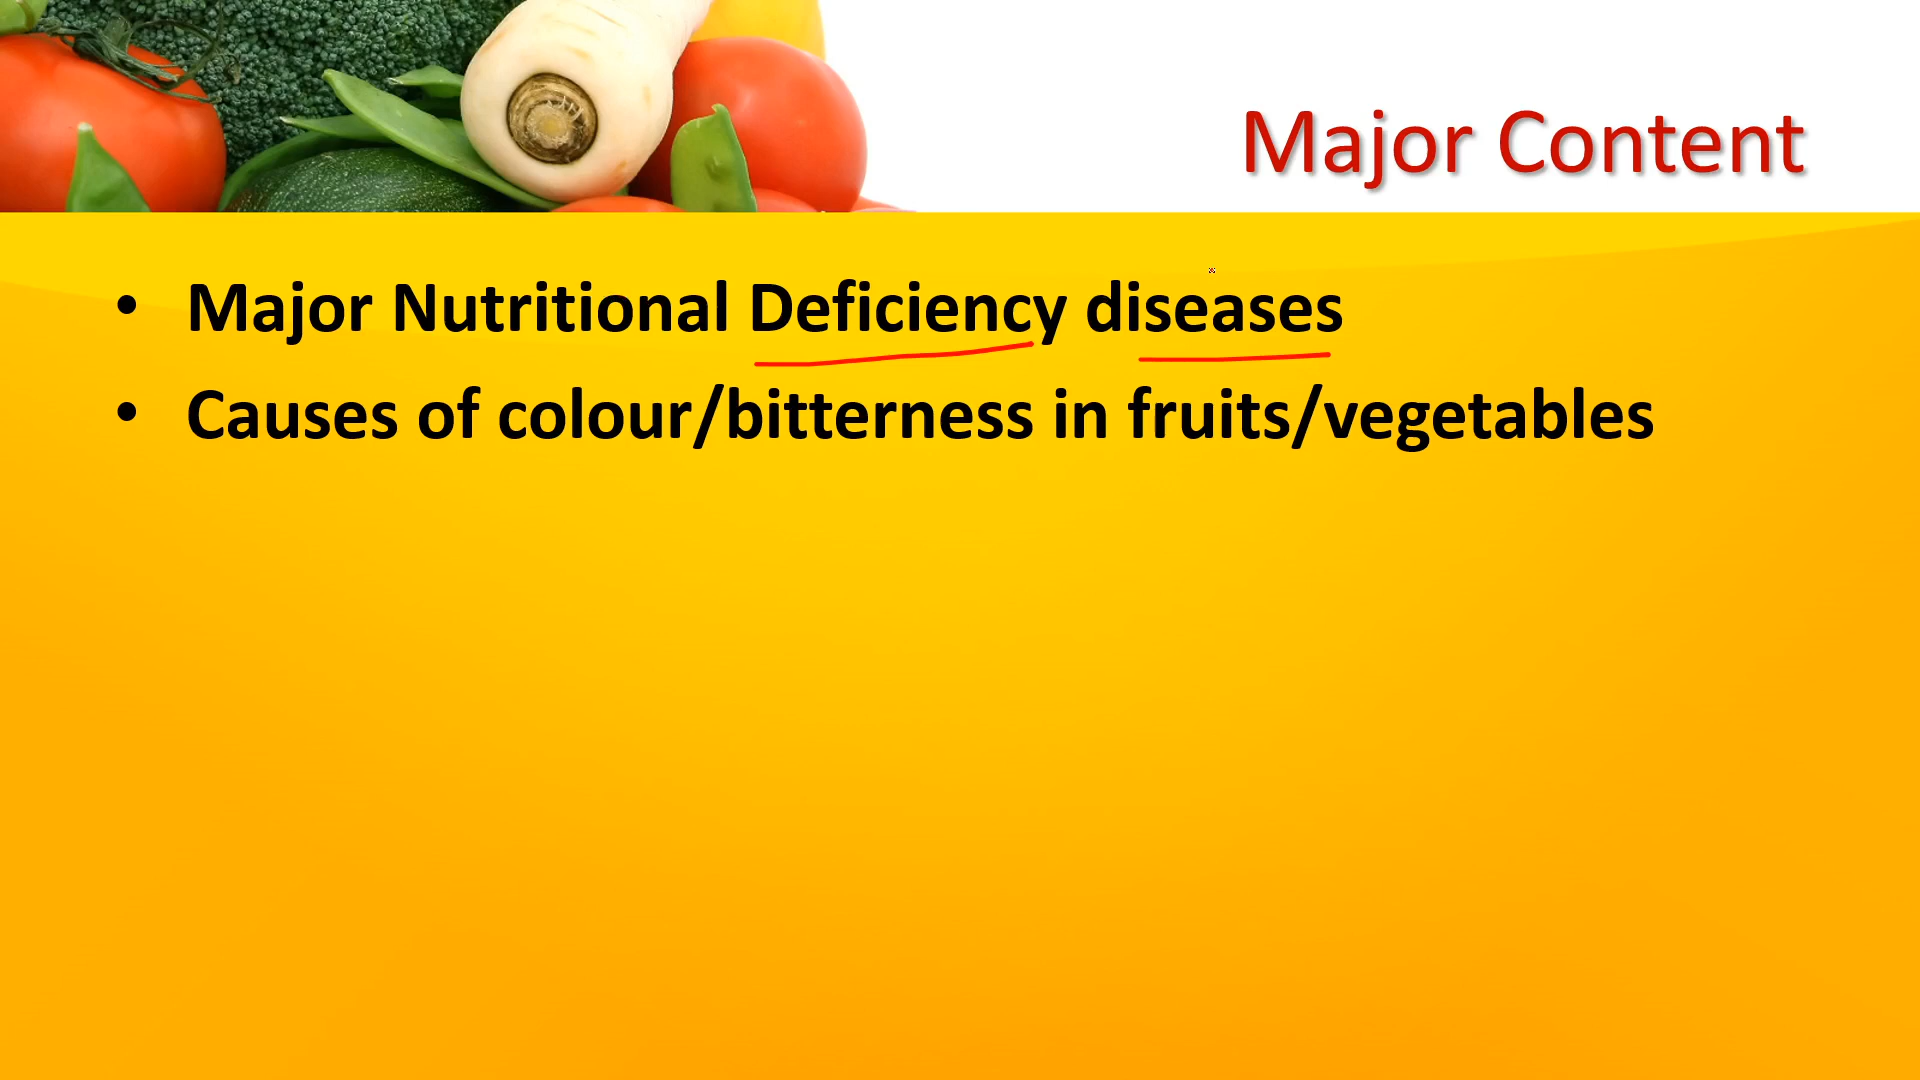 Major Content
• Major Nutritional Deficiency diseases
• Causes of colour/bitterness in fruits/vegetables